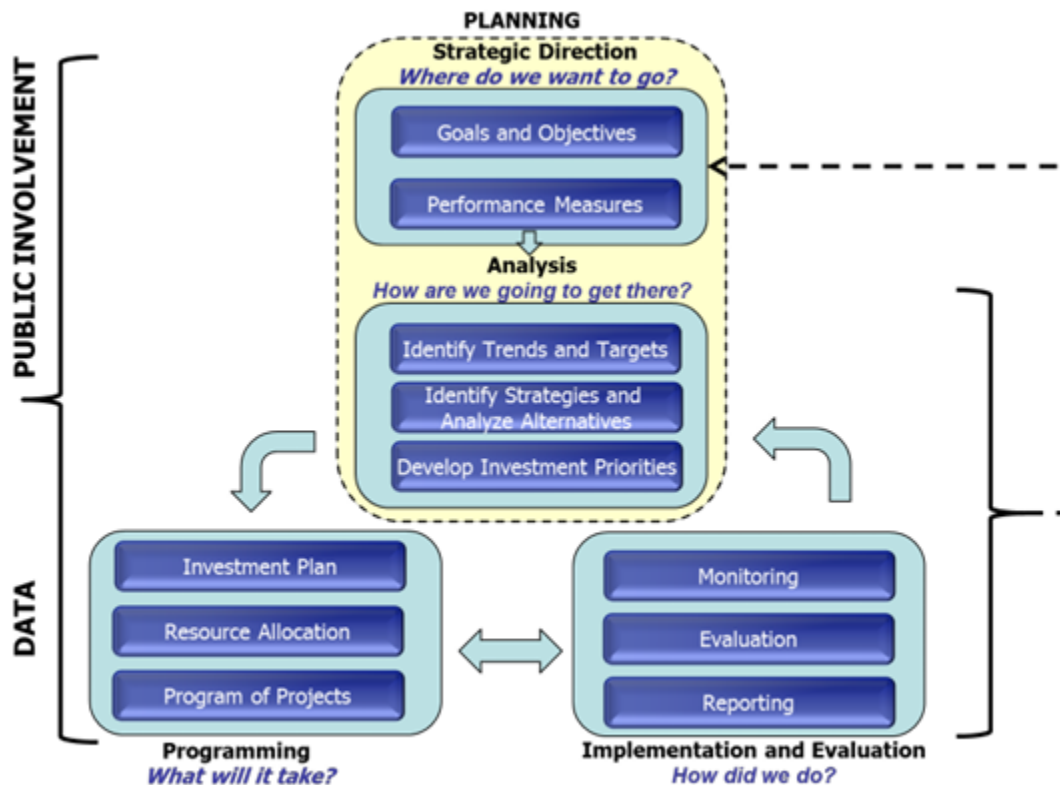 PLANNING
Strategic Direction
Where do we want to go?
Goals and Objectives
Performance Measures
Analysis
How are we going to get there?
Identify Trends and Targets
Identify Strategies and
Analyze Alternatives
Develop Investment Priorities
PUBLIC INVOLVEMENT
DATA
Investment Plan
Resource Allocation
Program of Projects
Programming
What will it take?
Monitoring
Evaluation
Reporting
Implementation and Evaluation
How did we do?